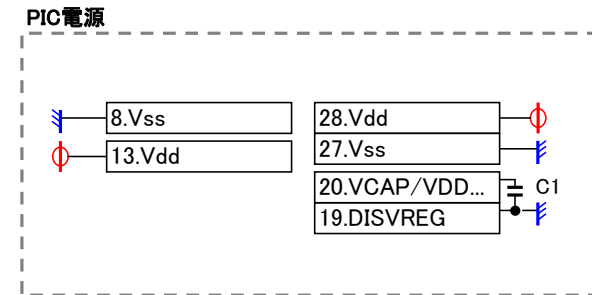 PIC電源
8.Vss
13.Vdd
28.Vdd
27.Vss
20.VCAP/VDD...
C1
19.DISVREG